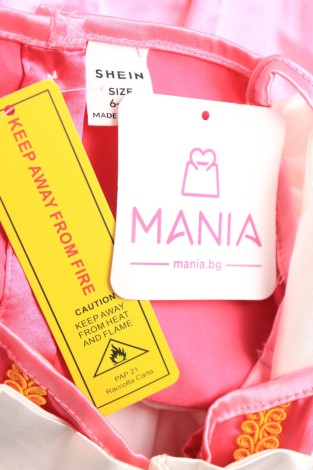 SHEIN
SIZE
MADE
KEEP AWAY FROM FIRE
CAUTION
KEEP AWAY
FROM HEAT
AND FLAME
PAP 21
Raccolta Carta
MANIA
mania.bg